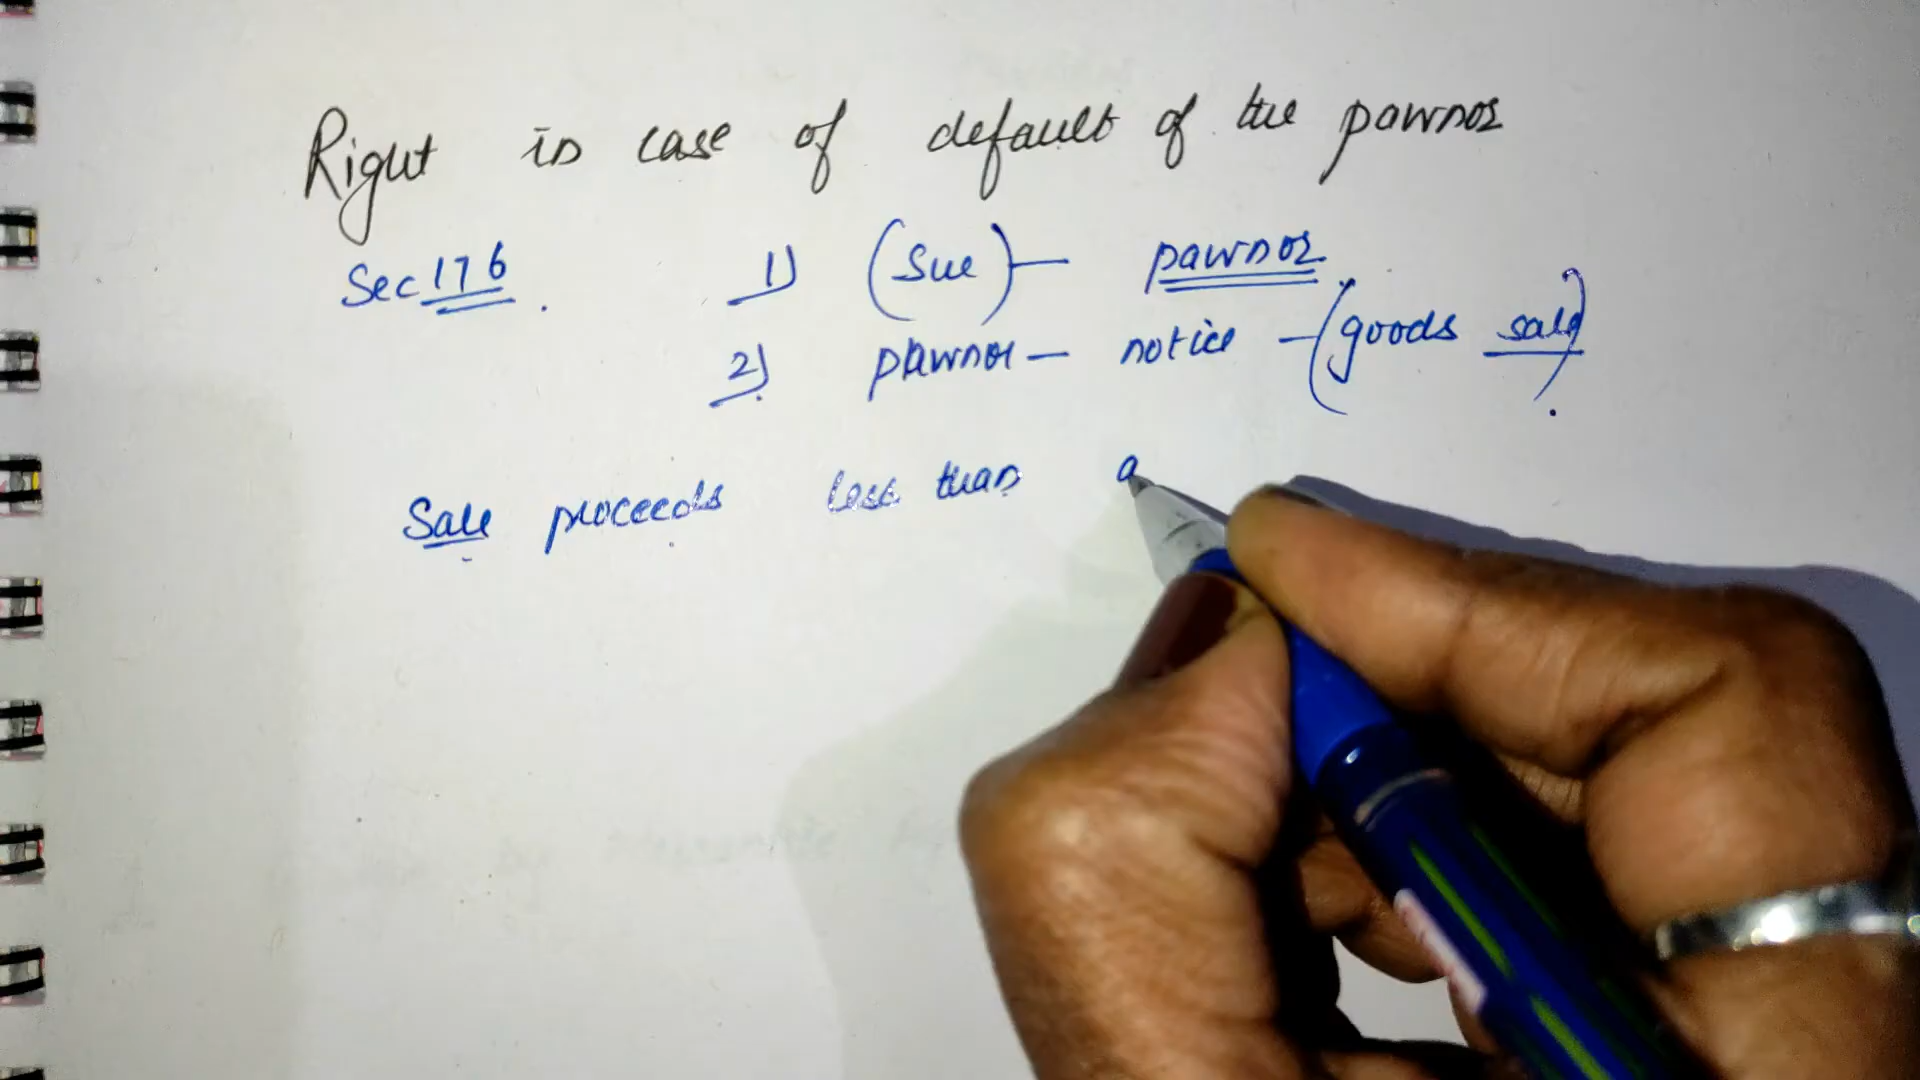 Right in case of default of the pawnor
Sec 176 . 1) (Sue) — pawnor
2) pawnor — notice — (goods sale)
Sale proceeds less than a